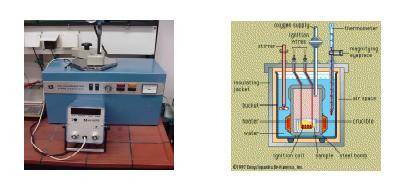 oxygen supply
thermometer
ignition
wires
stirrer
magnifying
eyepiece
insulating
jacket
air space
bucket
heater
crucible
water
ignition coil
sample
steel bomb